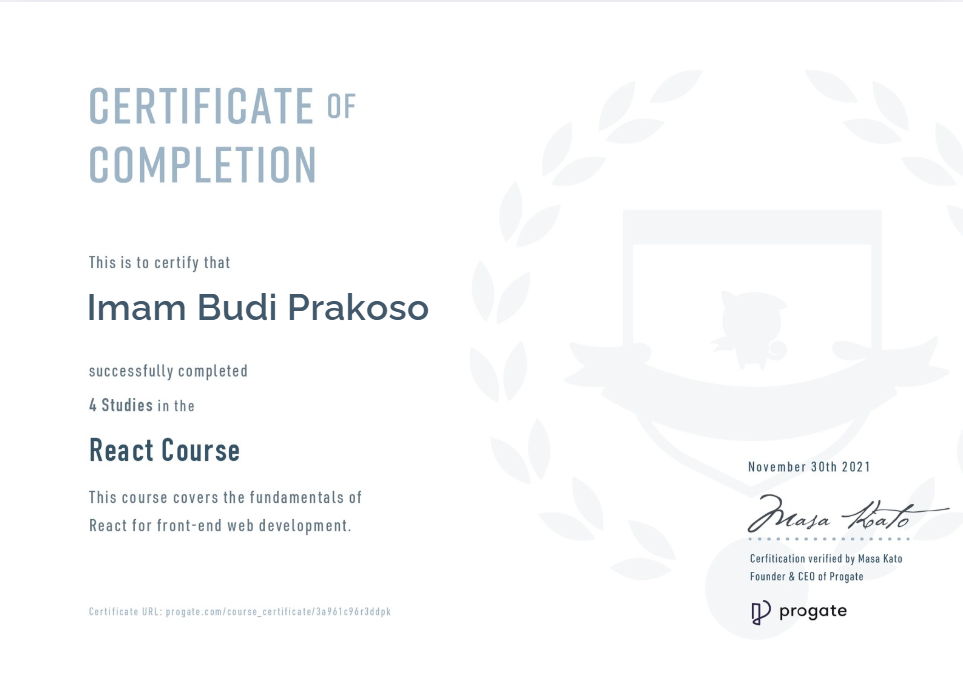 CERTIFICATE OF
COMPLETION
This is to certify that
Imam Budi Prakoso
successfully completed
4 Studies in the
React Course
This course covers the fundamentals of
React for front-end web development.
Certificate URL: progate.com/course_certificate/3a961c96r3ddpk
November 30th 2021
Masa Kato
Cerfitication verified by Masa Kato
Founder & CEO of Progate
progate